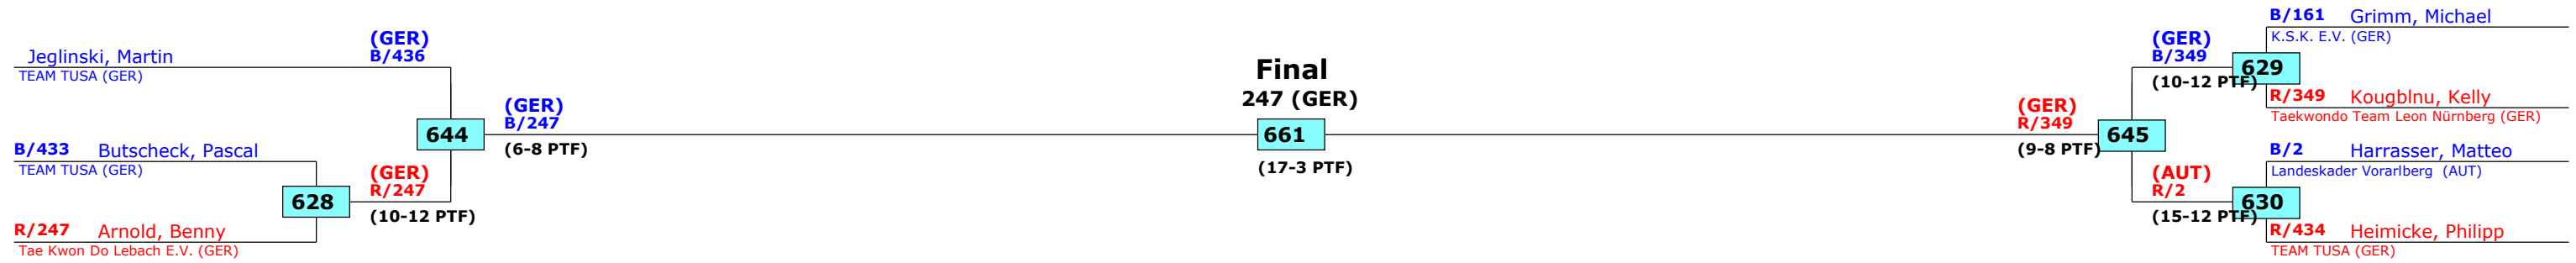 Jeglinski, Martin
TEAM TUSA (GER)
(GER)
B/436
B/433 Butscheck, Pascal
TEAM TUSA (GER)
628
R/247 Arnold, Benny
Tae Kwon Do Lebach E.V. (GER)
(GER)
R/247
(10-12 PTF)
644
(GER)
B/247
(6-8 PTF)
Final
247 (GER)
661
(17-3 PTF)
(GER)
R/349
(9-8 PTF)
645
(GER)
B/349
(10-12 PTF)
629
B/161 Grimm, Michael
K.S.K. E.V. (GER)
R/349 Kougblnu, Kelly
Taekwondo Team Leon Nürnberg (GER)
(AUT)
R/2
(15-12 PTF)
630
B/2 Harrasser, Matteo
Landeskader Vorarlberg (AUT)
R/434 Heimicke, Philipp
TEAM TUSA (GER)